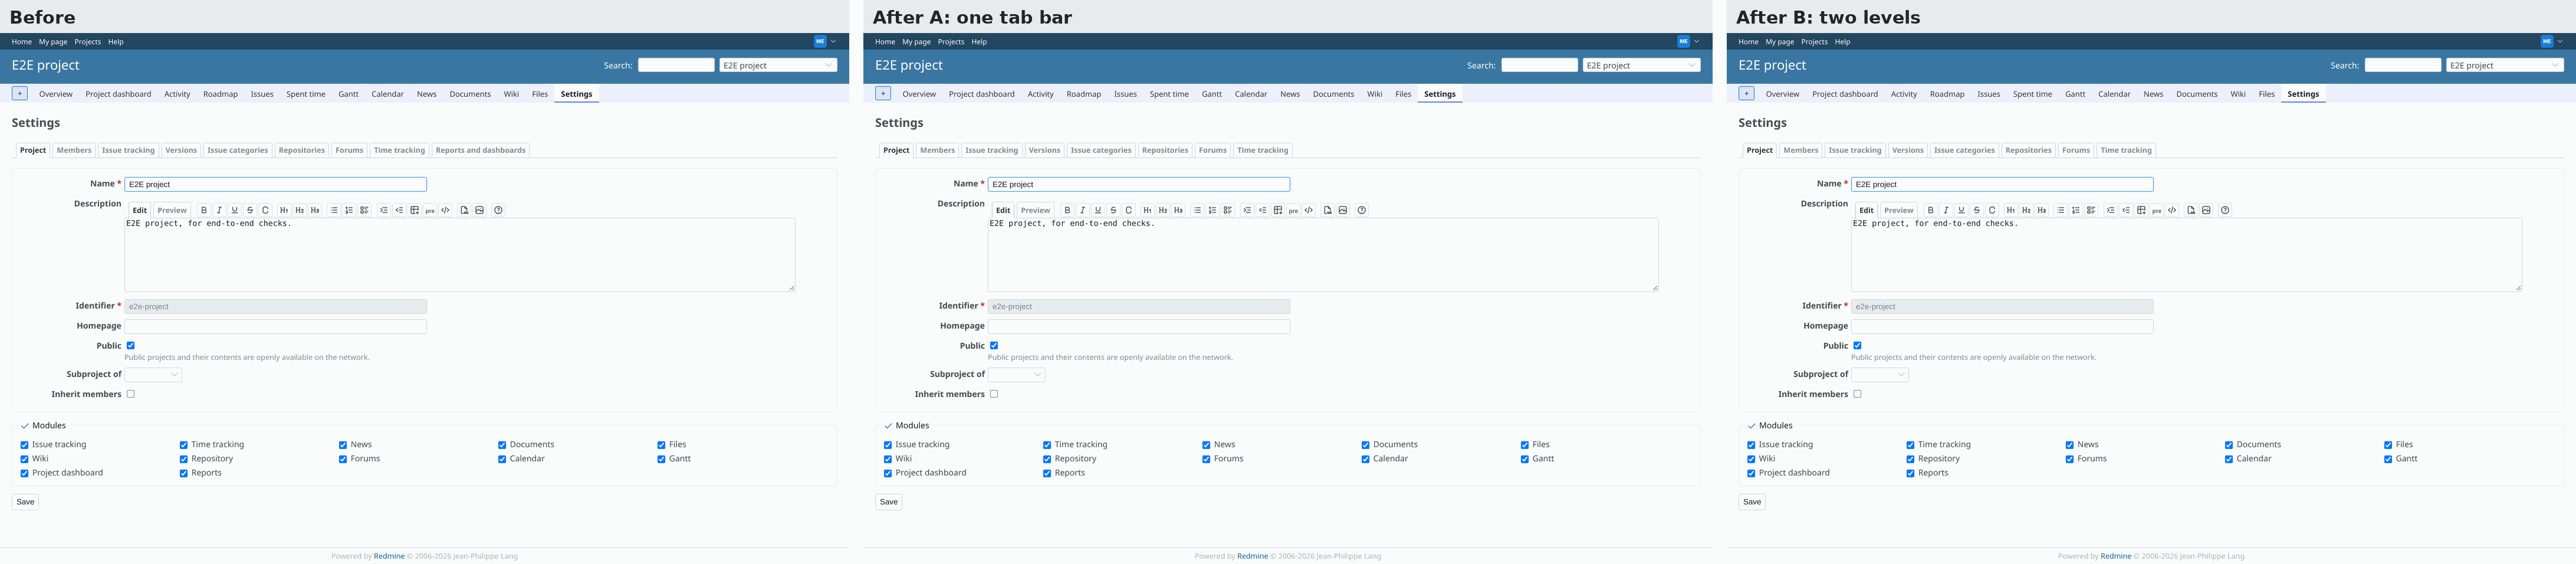 Before
Home My page Projects Help ME
E2E project Search: E2E project
+ Overview Project dashboard Activity Roadmap Issues Spent time Gantt Calendar News Documents Wiki Files Settings
Settings
Project Members Issue tracking Versions Issue categories Repositories Forums Time tracking Reports and dashboards
Name * E2E project
Description Edit Preview B I U S C H1 H2 H3 pre </>
E2E project, for end-to-end checks.
Identifier * e2e-project
Homepage
Public
Public projects and their contents are openly available on the network.
Subproject of
Inherit members
Modules
Issue tracking Time tracking News Documents Files
Wiki Repository Forums Calendar Gantt
Project dashboard Reports
Save
Powered by Redmine © 2006-2026 Jean-Philippe Lang
After A: one tab bar
Home My page Projects Help ME
E2E project Search: E2E project
+ Overview Project dashboard Activity Roadmap Issues Spent time Gantt Calendar News Documents Wiki Files Settings
Settings
Project Members Issue tracking Versions Issue categories Repositories Forums Time tracking
Name * E2E project
Description Edit Preview B I U S C H1 H2 H3 pre </>
E2E project, for end-to-end checks.
Identifier * e2e-project
Homepage
Public
Public projects and their contents are openly available on the network.
Subproject of
Inherit members
Modules
Issue tracking Time tracking News Documents Files
Wiki Repository Forums Calendar Gantt
Project dashboard Reports
Save
Powered by Redmine © 2006-2026 Jean-Philippe Lang
After B: two levels
Home My page Projects Help ME
E2E project Search: E2E project
+ Overview Project dashboard Activity Roadmap Issues Spent time Gantt Calendar News Documents Wiki Files Settings
Settings
Project Members Issue tracking Versions Issue categories Repositories Forums Time tracking
Name * E2E project
Description Edit Preview B I U S C H1 H2 H3 pre </>
E2E project, for end-to-end checks.
Identifier * e2e-project
Homepage
Public
Public projects and their contents are openly available on the network.
Subproject of
Inherit members
Modules
Issue tracking Time tracking News Documents Files
Wiki Repository Forums Calendar Gantt
Project dashboard Reports
Save
Powered by Redmine © 2006-2026 Jean-Philippe Lang